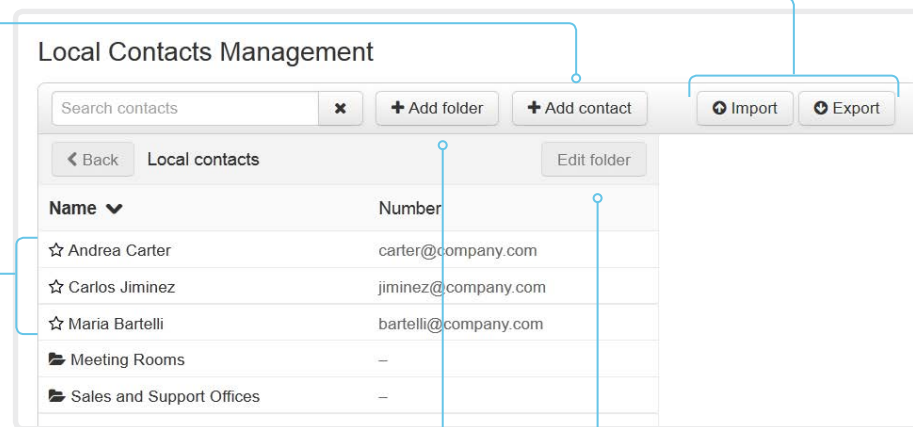 Local Contacts Management
Search contacts Add folder Add contact Import Export
Back Local contacts Edit folder
Name Number
Andrea Carter carter@company.com
Carlos Jiminez jiminez@company.com
Maria Bartelli bartelli@company.com
Meeting Rooms –
Sales and Support Offices –